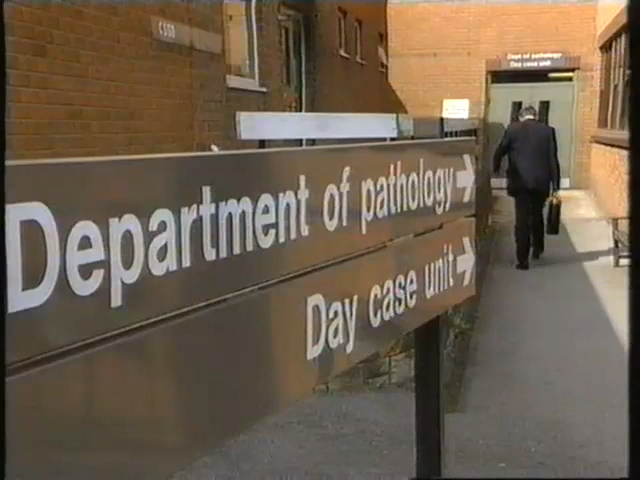 Dept of pathology
Day case unit
Department of pathology →
Day case unit →